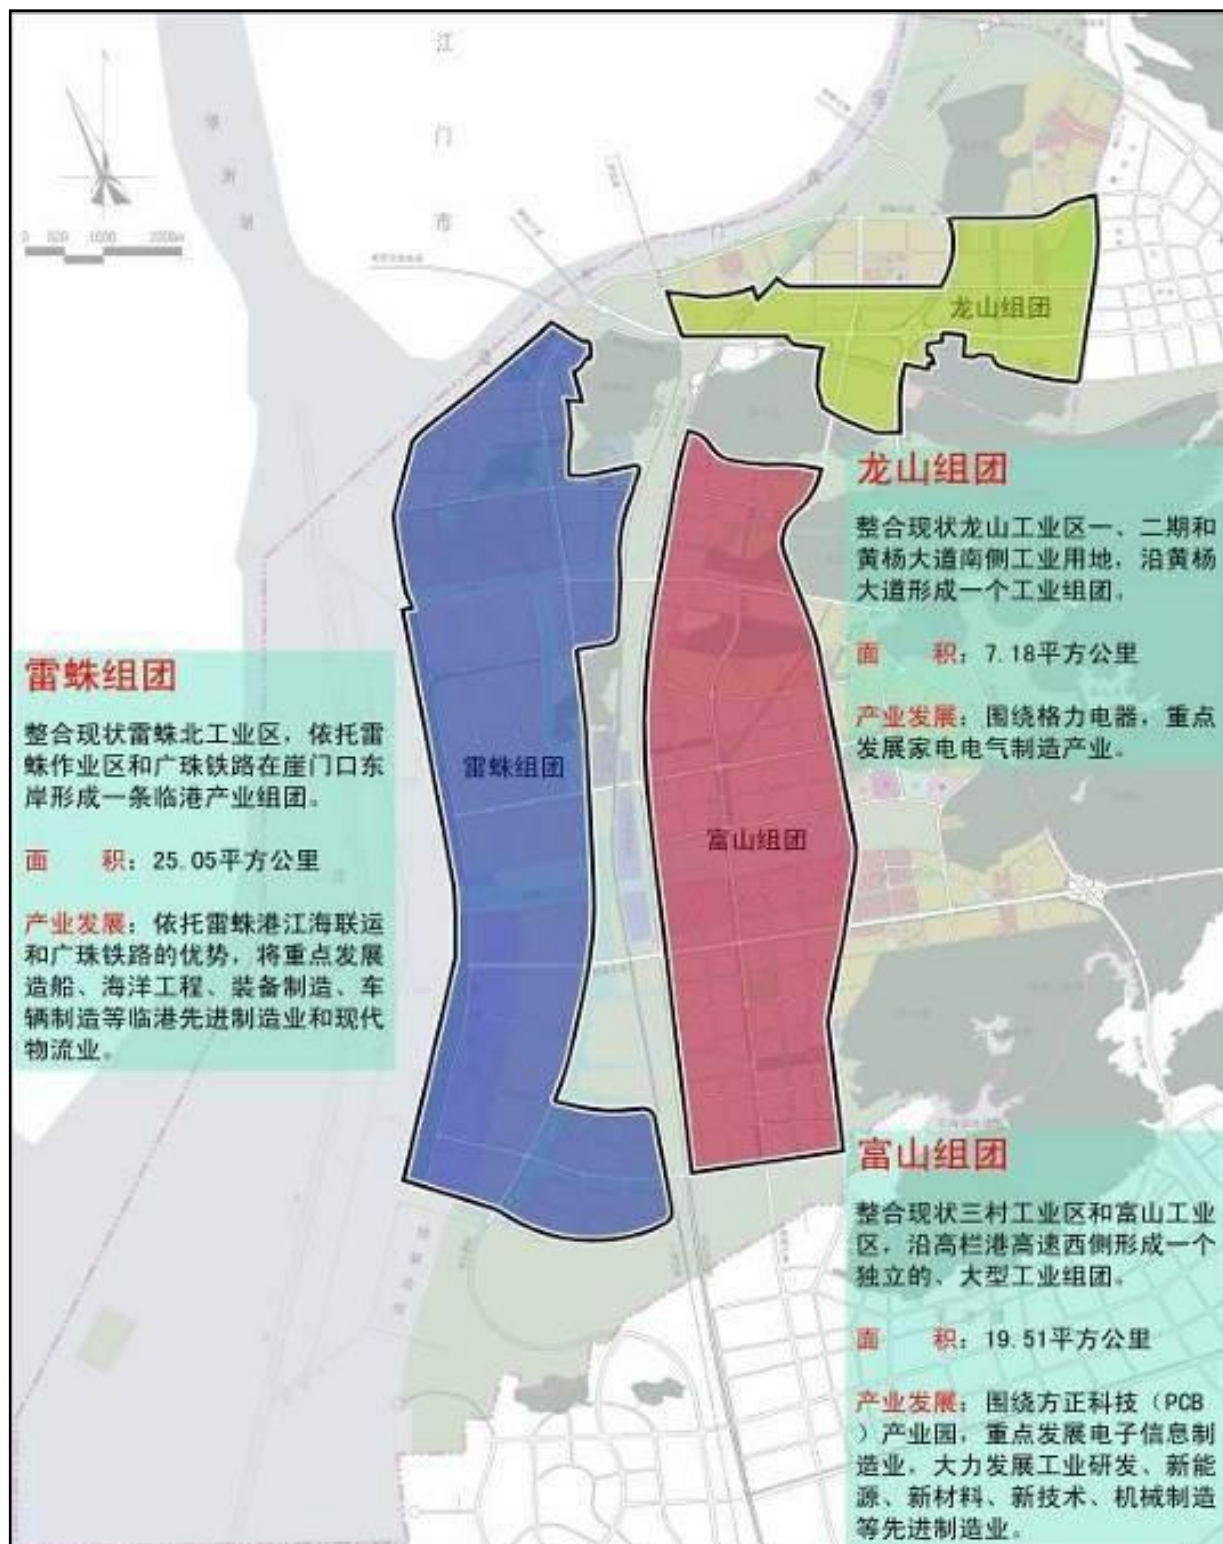 江
门
市
0 500 1000 2000m
龙山组团
龙山组团
整合现状龙山工业区一、二期和
黄杨大道南侧工业用地，沿黄杨
大道形成一个工业组团。
面 积：7.18平方公里
产业发展：围绕格力电器，重点
发展家电电气制造产业。
雷蛛组团
整合现状雷蛛北工业区，依托雷
蛛作业区和广珠铁路在崖门口东
岸形成一条临港产业组团。
面 积：25.05平方公里
产业发展：依托雷蛛港江海联运
和广珠铁路的优势，将重点发展
造船、海洋工程、装备制造、车
辆制造等临港先进制造业和现代
物流业。
雷蛛组团
富山组团
富山组团
整合现状三村工业区和富山工业
区，沿高栏港高速西侧形成一个
独立的、大型工业组团。
面 积：19.51平方公里
产业发展：围绕方正科技（PCB
）产业园，重点发展电子信息制
造业，大力发展工业研发、新能
源、新材料、新技术、机械制造
等先进制造业。